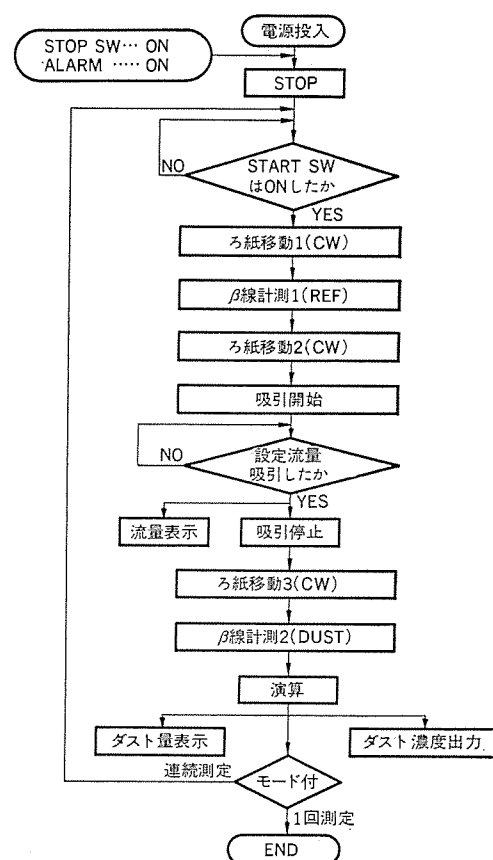 電源投入
STOP SW… ON
ALARM ····· ON
STOP
NO
START SW
はONしたか
YES
ろ紙移動1(CW)
β線計測1(REF)
ろ紙移動2(CW)
吸引開始
NO
設定流量
吸引したか
YES
流量表示
吸引停止
ろ紙移動3(CW)
β線計測2(DUST)
演算
ダスト量表示
ダスト濃度出力
連続測定
モード付
1回測定
END